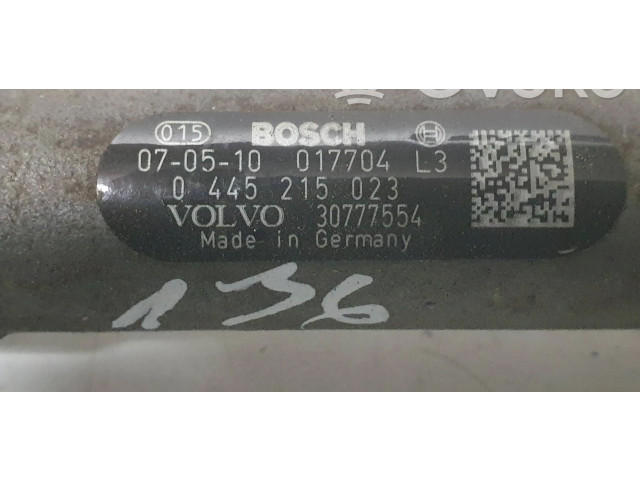 015 BOSCH
07-05-10 017704 L3
0 445 215 023
VOLVO 30777554
Made in Germany
136